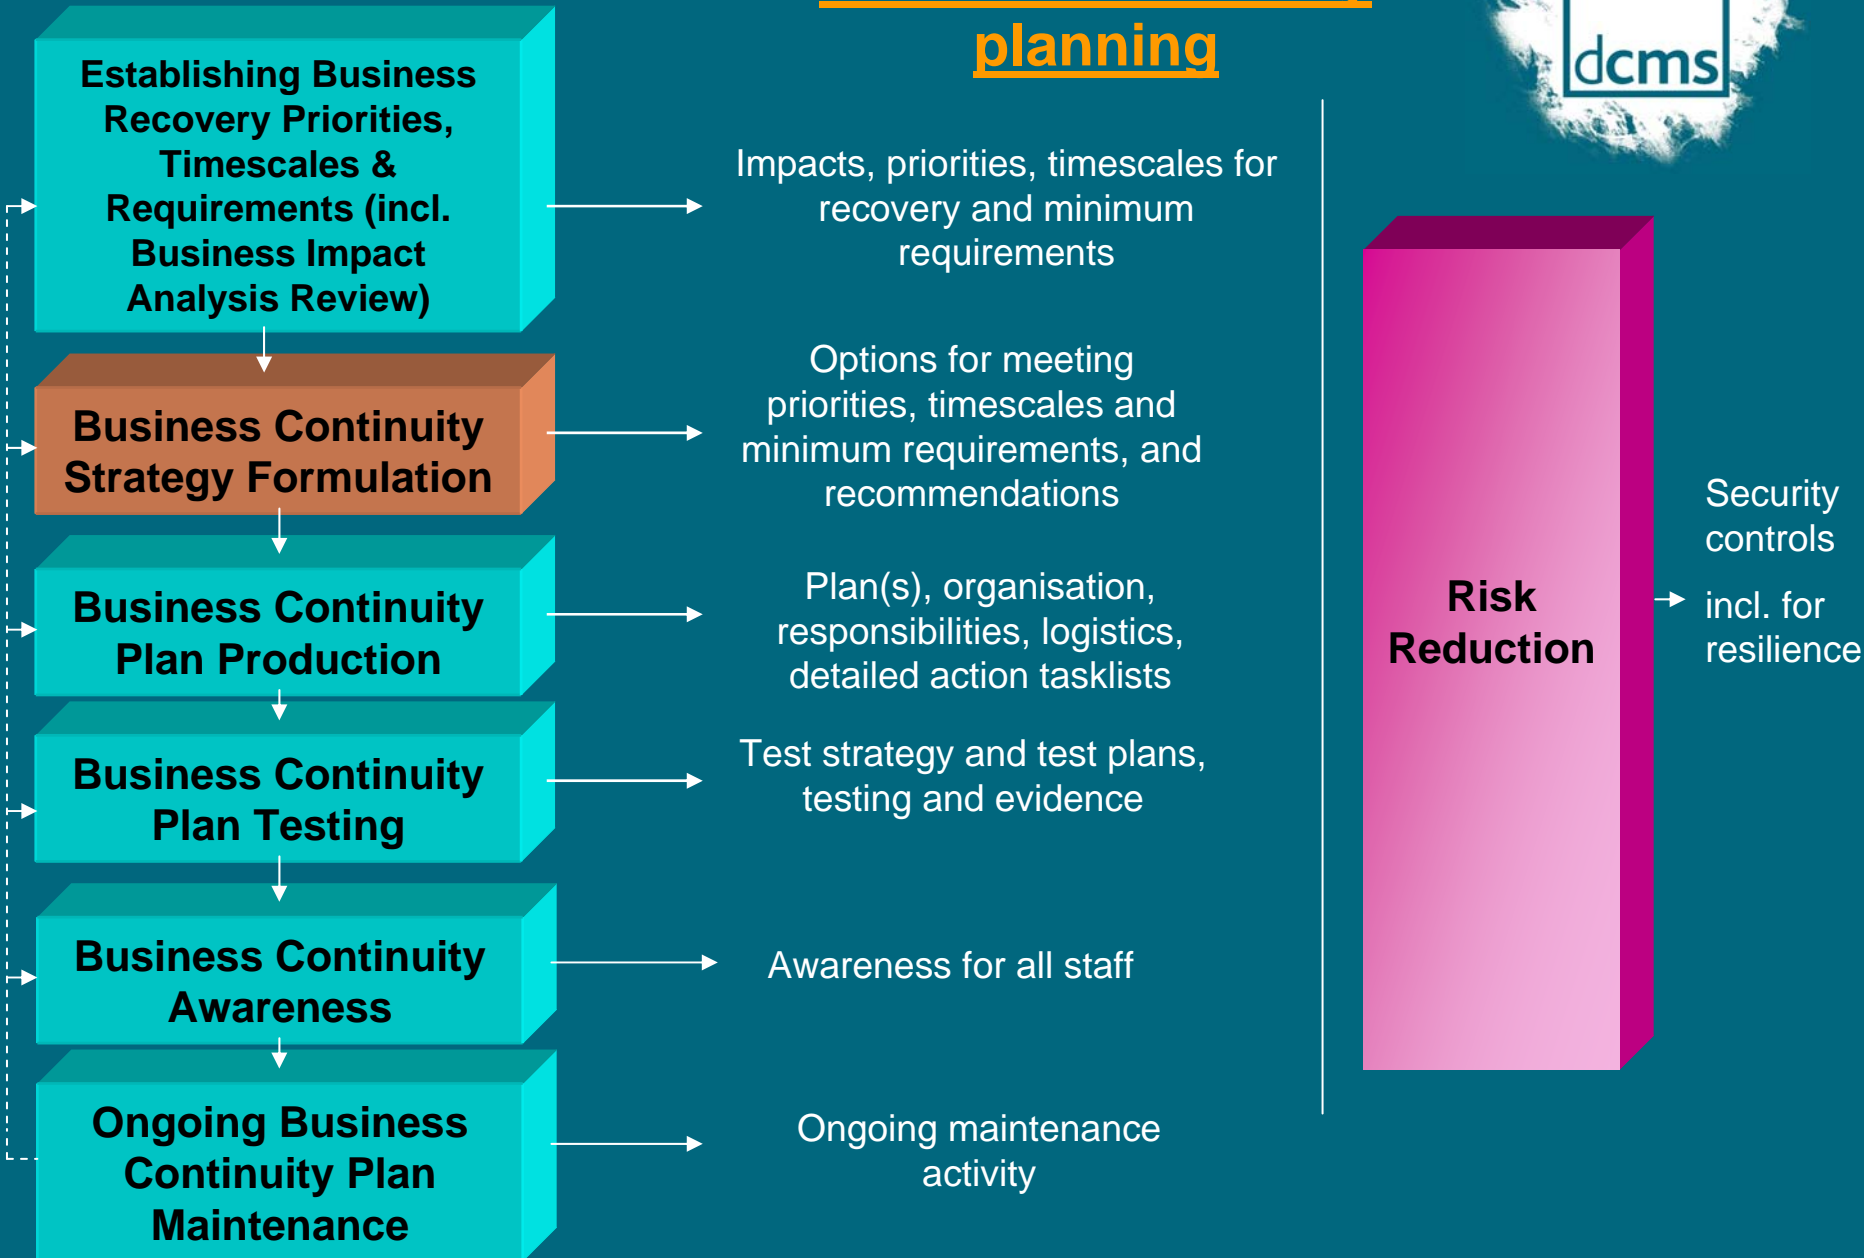 planning
dcms
Establishing Business
Recovery Priorities,
Timescales &
Requirements (incl.
Business Impact
Analysis Review)
Impacts, priorities, timescales for
recovery and minimum
requirements
Business Continuity
Strategy Formulation
Options for meeting
priorities, timescales and
minimum requirements, and
recommendations
Business Continuity
Plan Production
Plan(s), organisation,
responsibilities, logistics,
detailed action tasklists
Business Continuity
Plan Testing
Test strategy and test plans,
testing and evidence
Business Continuity
Awareness
Awareness for all staff
Ongoing Business
Continuity Plan
Maintenance
Ongoing maintenance
activity
Risk
Reduction
Security
controls
incl. for
resilience